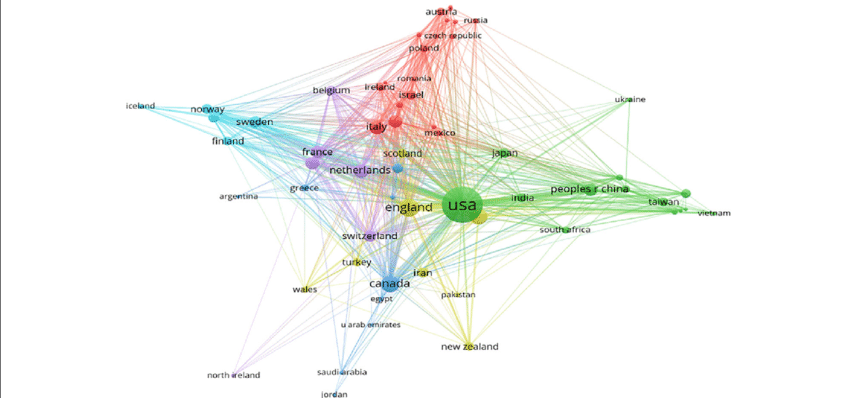 austria
russia
czech republic
poland
romania
ireland
israel
belgium
ukraine
iceland
norway
sweden
italy
mexico
finland
france
scotland
japan
netherlands
greece
argentina
peoples r china
india
taiwan
england
usa
vietnam
south africa
switzerland
turkey
iran
wales
canada
egypt
pakistan
u arab emirates
new zealand
north ireland
saudi arabia
jordan